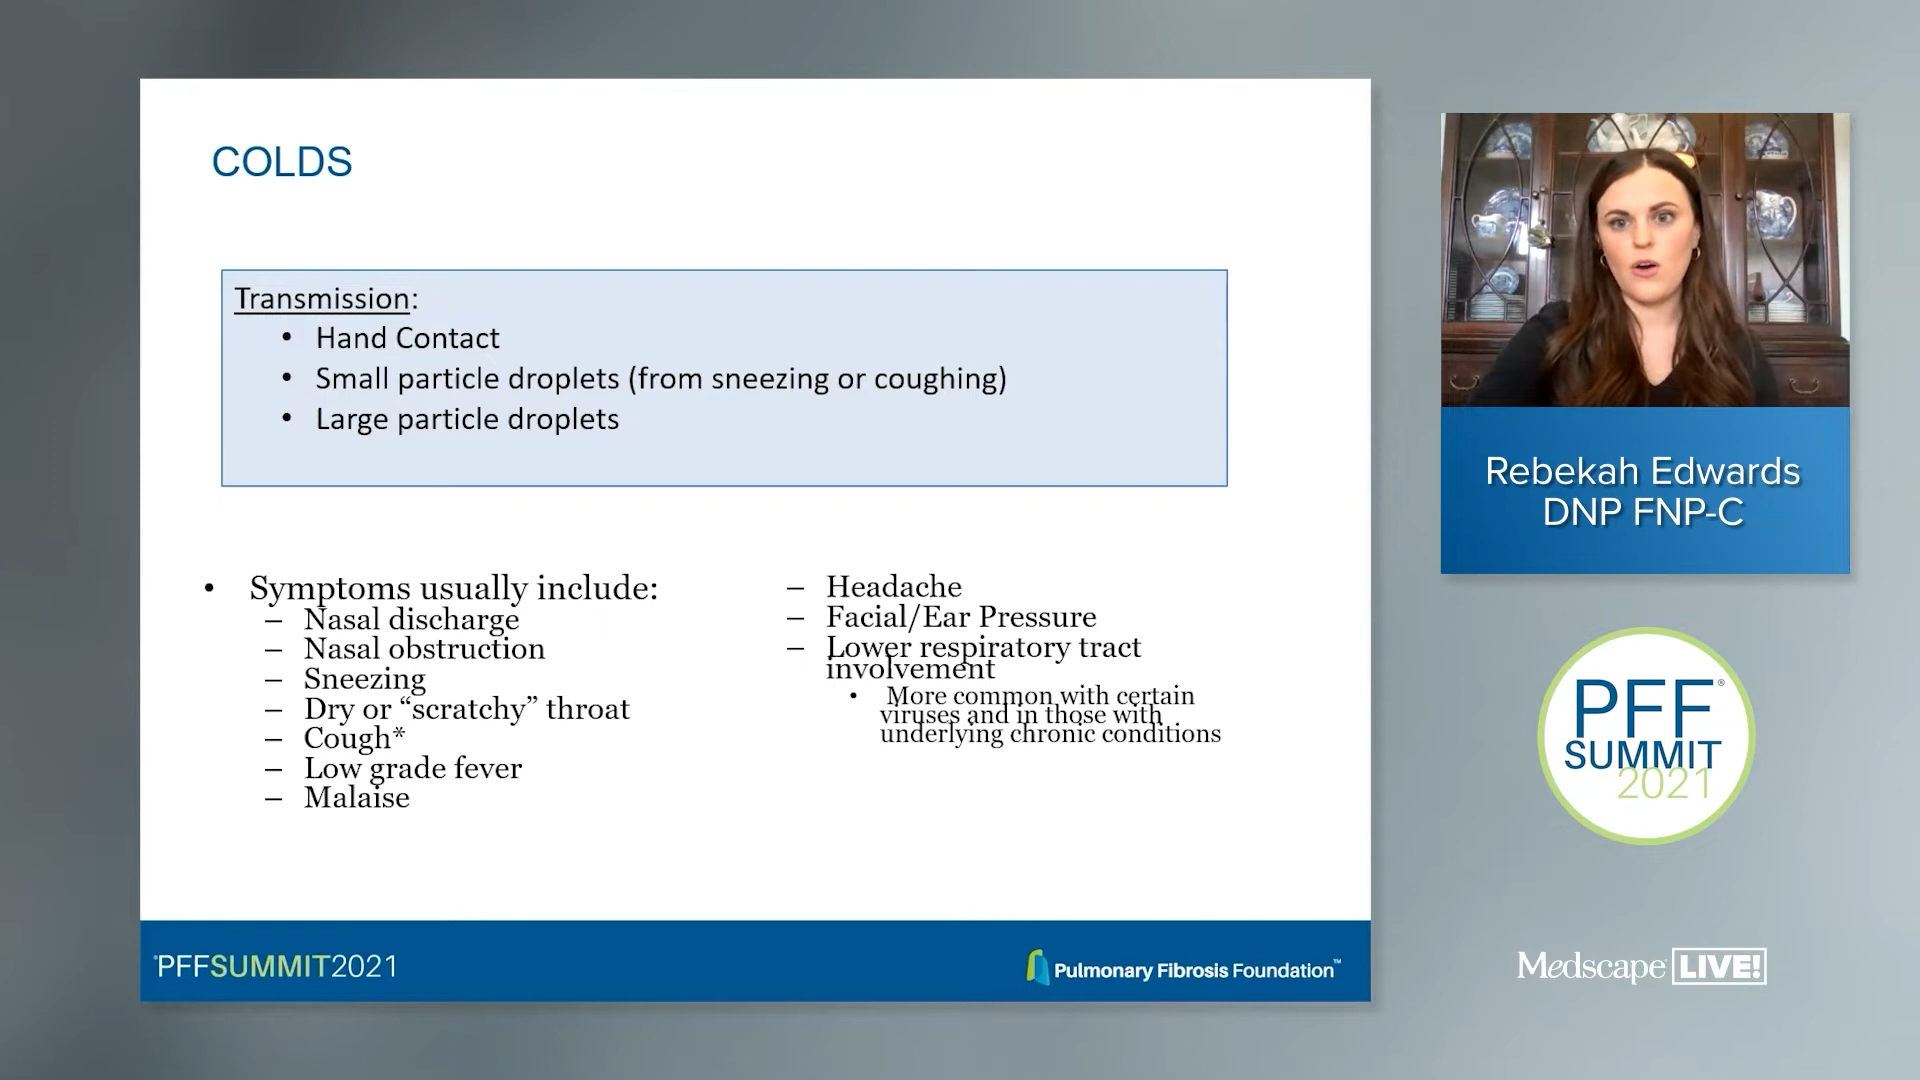 COLDS
Transmission:
• Hand Contact
• Small particle droplets (from sneezing or coughing)
• Large particle droplets
• Symptoms usually include:
– Nasal discharge
– Nasal obstruction
– Sneezing
– Dry or “scratchy” throat
– Cough*
– Low grade fever
– Malaise
– Headache
– Facial/Ear Pressure
– Lower respiratory tract
involvement
• More common with certain
viruses and in those with
underlying chronic conditions
PFFSUMMIT2021
Pulmonary Fibrosis Foundation™
Rebekah Edwards
DNP FNP-C
PFF®
SUMMIT
2021
Medscape LIVE!